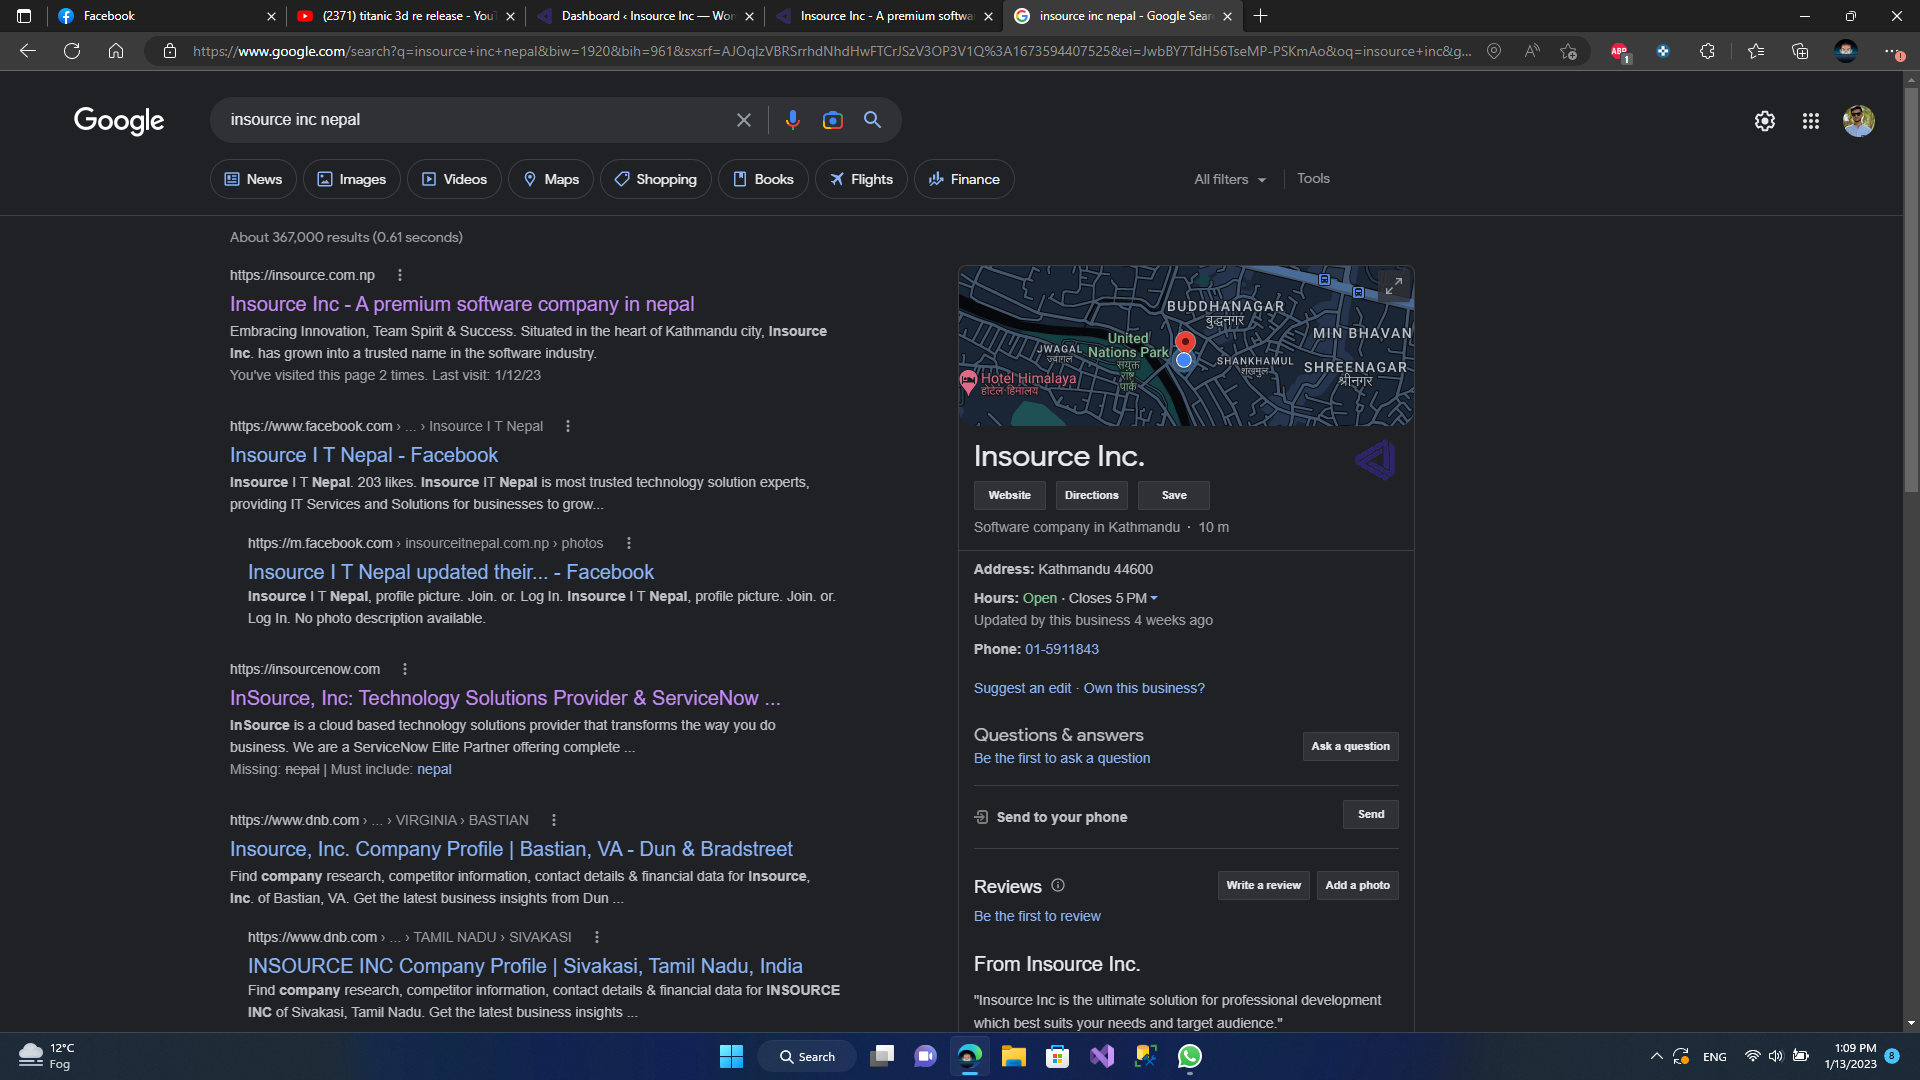 Facebook
(2371) titanic 3d re release - You
Dashboard ‹ Insource Inc — Wor
Insource Inc - A premium softwa
insource inc nepal - Google Sear
https://www.google.com/search?q=insource+inc+nepal&biw=1920&bih=961&sxsrf=AJOqlzVBRSrrhdNhdHwFTCrJSzV3OP3V1Q%3A1673594407525&ei=JwbBY7TdH56TseMP-PSKmAo&oq=insource+inc&g...
ABP
1
Google
insource inc nepal
News
Images
Videos
Maps
Shopping
Books
Flights
Finance
All filters
Tools
About 367,000 results (0.61 seconds)
https://insource.com.np
Insource Inc - A premium software company in nepal
Embracing Innovation, Team Spirit & Success. Situated in the heart of Kathmandu city, Insource
Inc. has grown into a trusted name in the software industry.
You've visited this page 2 times. Last visit: 1/12/23
https://www.facebook.com › ... › Insource I T Nepal
Insource I T Nepal - Facebook
Insource I T Nepal. 203 likes. Insource IT Nepal is most trusted technology solution experts,
providing IT Services and Solutions for businesses to grow...
https://m.facebook.com › insourceitnepal.com.np › photos
Insource I T Nepal updated their... - Facebook
Insource I T Nepal, profile picture. Join. or. Log In. Insource I T Nepal, profile picture. Join. or.
Log In. No photo description available.
https://insourcenow.com
InSource, Inc: Technology Solutions Provider & ServiceNow ...
InSource is a cloud based technology solutions provider that transforms the way you do
business. We are a ServiceNow Elite Partner offering complete ...
Missing: nepal | Must include: nepal
https://www.dnb.com › ... › VIRGINIA › BASTIAN
Insource, Inc. Company Profile | Bastian, VA - Dun & Bradstreet
Find company research, competitor information, contact details & financial data for Insource,
Inc. of Bastian, VA. Get the latest business insights from Dun ...
https://www.dnb.com › ... › TAMIL NADU › SIVAKASI
INSOURCE INC Company Profile | Sivakasi, Tamil Nadu, India
Find company research, competitor information, contact details & financial data for INSOURCE
INC of Sivakasi, Tamil Nadu. Get the latest business insights ...
BUDDHANAGAR
बुद्धनगर
MIN BHAVAN
United
Nations Park
संयुक्त
राष्ट्र
पार्क
JWAGAL
ज्वागल
SHANKHAMUL
शंखमुल
SHREENAGAR
श्रीनगर
Hotel Himalaya
होटल हिमालय
Insource Inc.
Website
Directions
Save
Software company in Kathmandu · 10 m
Address: Kathmandu 44600
Hours: Open · Closes 5 PM
Updated by this business 4 weeks ago
Phone: 01-5911843
Suggest an edit · Own this business?
Questions & answers
Be the first to ask a question
Ask a question
Send to your phone
Send
Reviews
Write a review
Add a photo
Be the first to review
From Insource Inc.
"Insource Inc is the ultimate solution for professional development
which best suits your needs and target audience."
12°C
Fog
Search
ENG
1:09 PM
1/13/2023
8